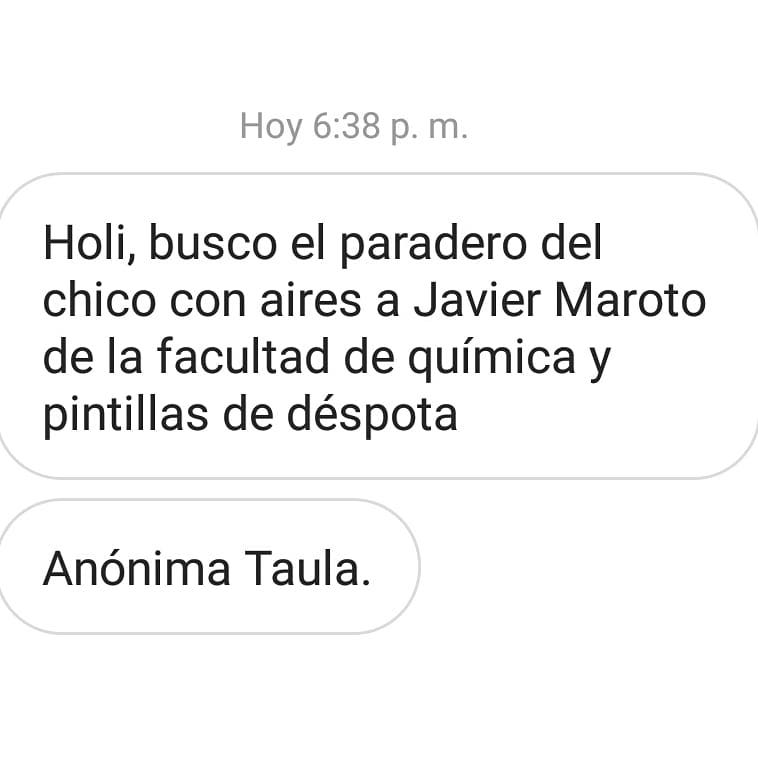 Hoy 6:38 p. m.
Holi, busco el paradero del
chico con aires a Javier Maroto
de la facultad de química y
pintillas de déspota
Anónima Taula.